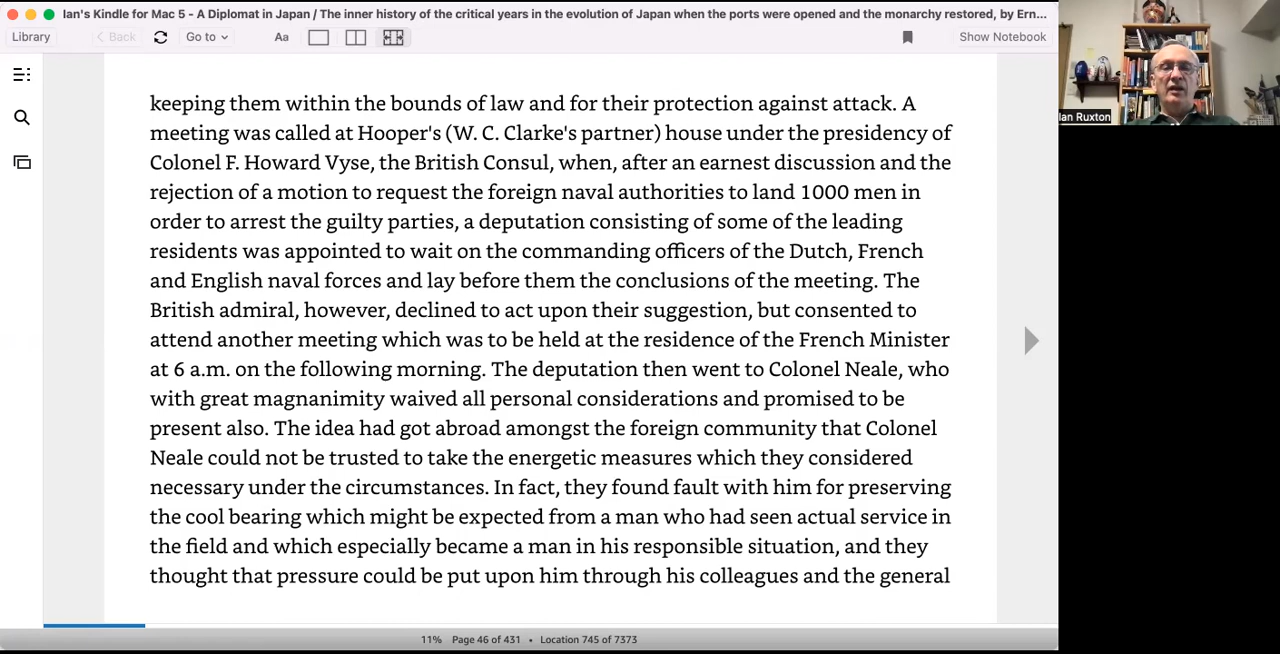 Ian's Kindle for Mac 5 - A Diplomat in Japan / The inner history of the critical years in the evolution of Japan when the ports were opened and the monarchy restored, by Ern...
Library
Back
Go to
Aa
Show Notebook
keeping them within the bounds of law and for their protection against attack. A
meeting was called at Hooper's (W. C. Clarke's partner) house under the presidency of
Colonel F. Howard Vyse, the British Consul, when, after an earnest discussion and the
rejection of a motion to request the foreign naval authorities to land 1000 men in
order to arrest the guilty parties, a deputation consisting of some of the leading
residents was appointed to wait on the commanding officers of the Dutch, French
and English naval forces and lay before them the conclusions of the meeting. The
British admiral, however, declined to act upon their suggestion, but consented to
attend another meeting which was to be held at the residence of the French Minister
at 6 a.m. on the following morning. The deputation then went to Colonel Neale, who
with great magnanimity waived all personal considerations and promised to be
present also. The idea had got abroad amongst the foreign community that Colonel
Neale could not be trusted to take the energetic measures which they considered
necessary under the circumstances. In fact, they found fault with him for preserving
the cool bearing which might be expected from a man who had seen actual service in
the field and which especially became a man in his responsible situation, and they
thought that pressure could be put upon him through his colleagues and the general
11% Page 46 of 431 • Location 745 of 7373
Ian Ruxton